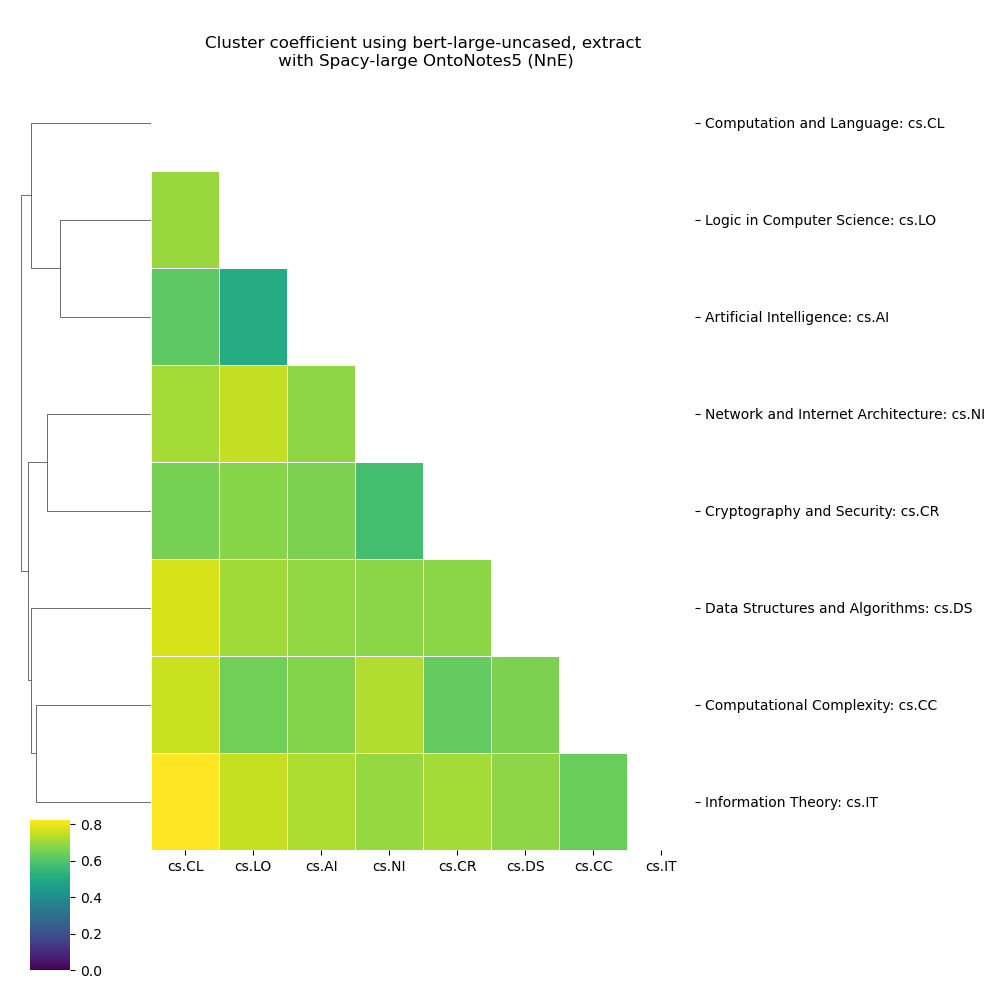 Cluster coefficient using bert-large-uncased, extract
with Spacy-large OntoNotes5 (NnE)
Computation and Language: cs.CL
Logic in Computer Science: cs.LO
Artificial Intelligence: cs.AI
Network and Internet Architecture: cs.NI
Cryptography and Security: cs.CR
Data Structures and Algorithms: cs.DS
Computational Complexity: cs.CC
Information Theory: cs.IT
cs.CL cs.LO cs.AI cs.NI cs.CR cs.DS cs.CC cs.IT
0.8
0.6
0.4
0.2
0.0